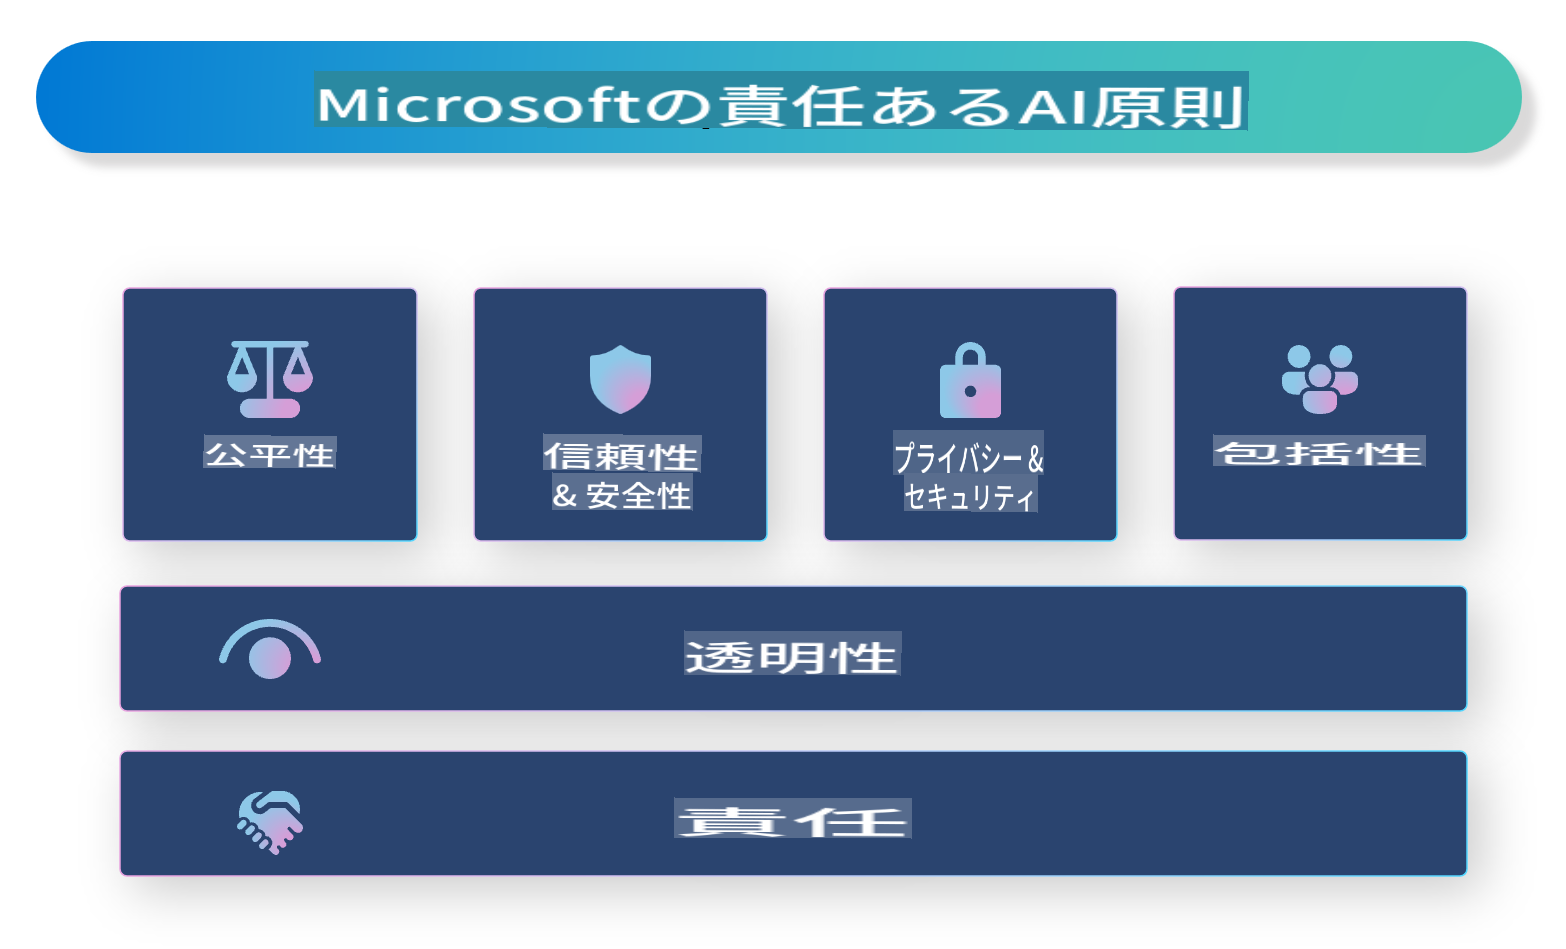 Microsoftの責任あるAI原則
公平性
信頼性
& 安全性
プライバシー &
セキュリティ
包括性
透明性
責任